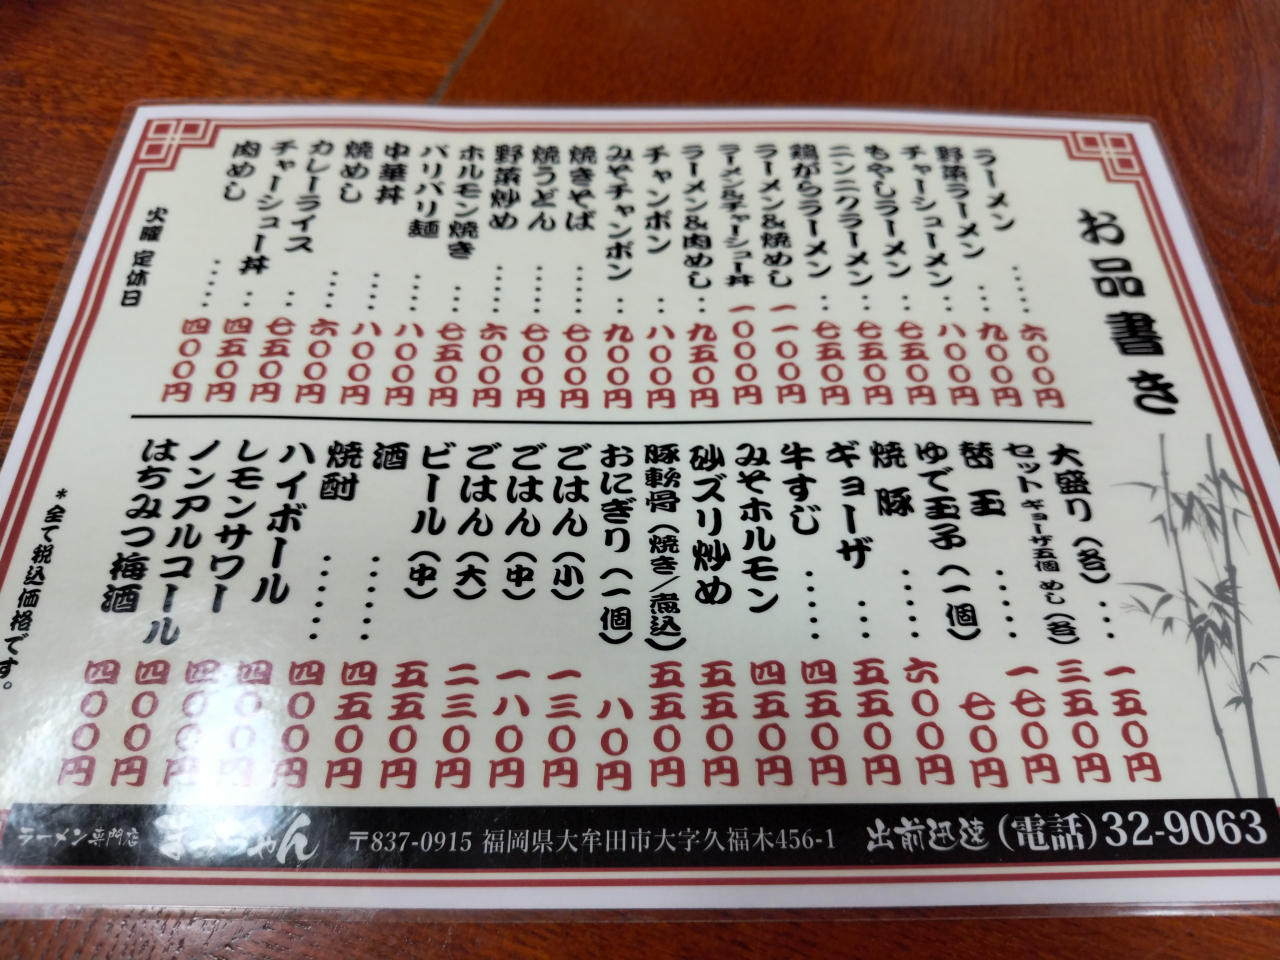 お品書き
ラーメン・・・・・六〇〇円
野菜ラーメン・・九〇〇円
チャーシューメン・・八〇〇円
もやしラーメン・・七五〇円
ニンニクラーメン・・七五〇円
鶏がらラーメン・・七五〇円
ラーメン&焼めし一一〇〇円
ラーメン&チャーシュー丼一〇〇〇円
ラーメン&肉めし・・九五〇円
チャンポン・・八〇〇円
みそチャンポン・・九〇〇円
焼きそば・・・・七〇〇円
焼うどん・・・・七〇〇円
野菜炒め・・・・六〇〇円
ホルモン焼き・・七五〇円
バリバリ麺・・・・八〇〇円
中華丼・・・・八〇〇円
焼めし・・・・・六〇〇円
カレーライス・・七五〇円
チャーシュー丼・・四五〇円
肉めし・・・・・四〇〇円
火曜 定休日
大盛り(各)・・・・一五〇円
セット ギョーザ五個 めし(各)三五〇円
替玉・・・・・一七〇円
ゆで玉子(一個)七〇円
焼豚・・・・・六〇〇円
ギョーザ・・・五五〇円
牛すじ・・・・・四五〇円
みそホルモン四五〇円
砂ズリ炒め五五〇円
豚軟骨(焼き/煮込)五五〇円
おにぎり(一個)八〇円
ごはん(小)一三〇円
ごはん(中)一八〇円
ごはん(大)二三〇円
ビール(中)五五〇円
酒・・・・・四五〇円
焼酎・・・・・四〇〇円
ハイボール四〇〇円
レモンサワー四〇〇円
ノンアルコール四〇〇円
はちみつ梅酒四〇〇円
*全て税込価格です。
ラーメン専門店 〒837-0915 福岡県大牟田市大字久福木456-1 出前迅速(電話)32-9063